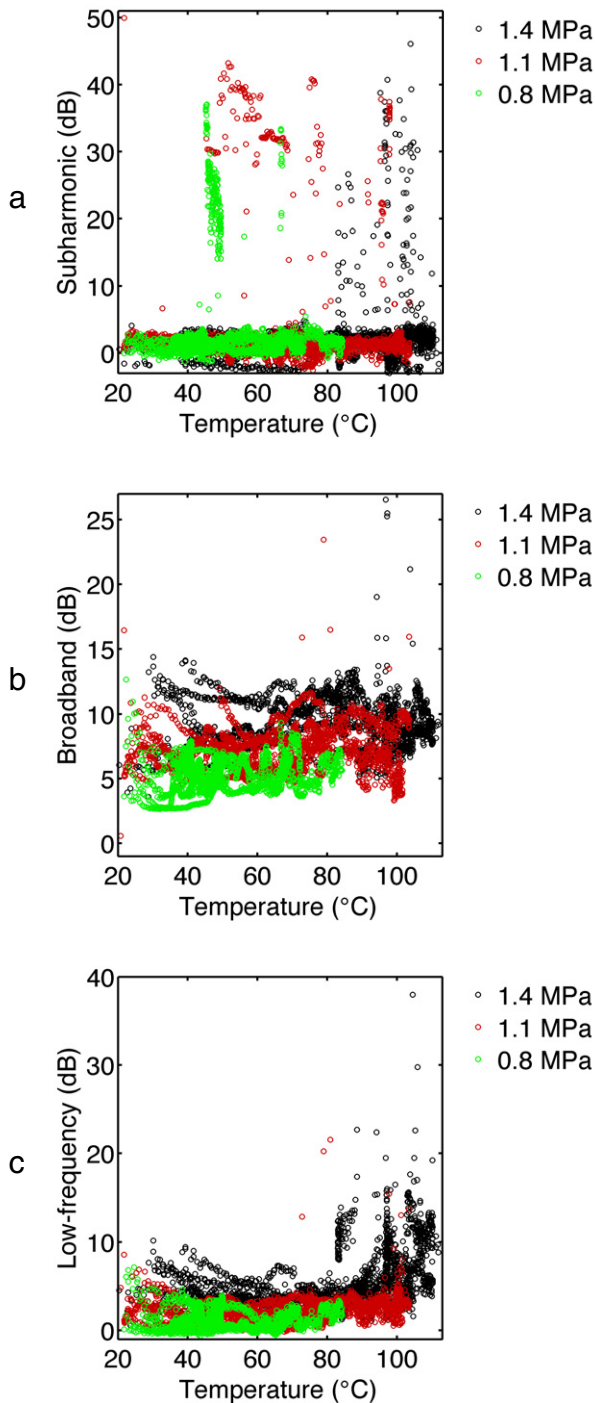 a
Subharmonic (dB)
50
40
30
20
10
0
20 40 60 80 100
Temperature (°C)
1.4 MPa
1.1 MPa
0.8 MPa
b
Broadband (dB)
25
20
15
10
5
0
20 40 60 80 100
Temperature (°C)
1.4 MPa
1.1 MPa
0.8 MPa
c
Low-frequency (dB)
40
30
20
10
0
20 40 60 80 100
Temperature (°C)
1.4 MPa
1.1 MPa
0.8 MPa